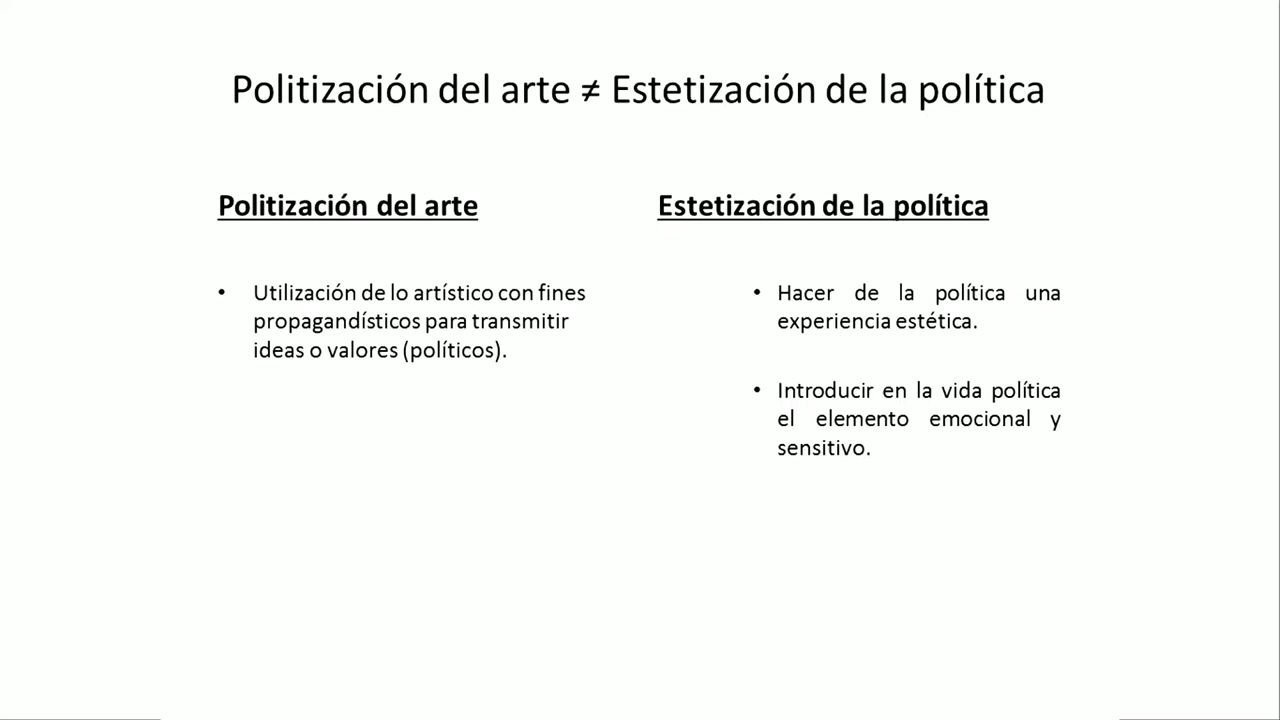 Politización del arte ≠ Estetización de la política
Politización del arte
• Utilización de lo artístico con fines
propagandísticos para transmitir
ideas o valores (políticos).
Estetización de la política
• Hacer de la política una
experiencia estética.
• Introducir en la vida política
el elemento emocional y
sensitivo.